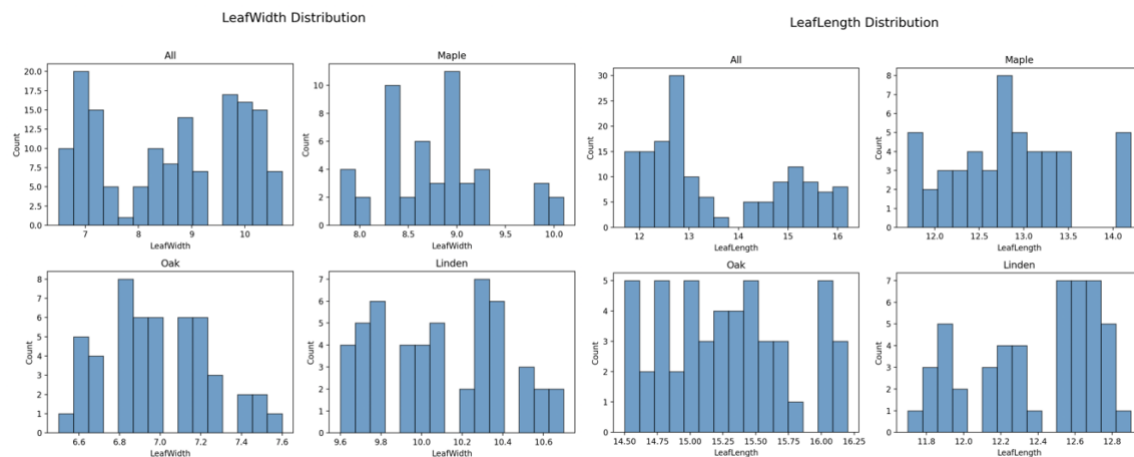 LeafWidth Distribution
LeafLength Distribution
All
Maple
All
Maple
20.0
17.5
15.0
12.5
10.0
7.5
5.0
2.5
0.0
Count
7 8 9 10
LeafWidth
10
8
6
4
2
0
Count
8.0 8.5 9.0 9.5 10.0
LeafWidth
30
25
20
15
10
5
0
Count
12 13 14 15 16
LeafLength
8
7
6
5
4
3
2
1
0
Count
12.0 12.5 13.0 13.5 14.0
LeafLength
Oak
Linden
Oak
Linden
8
7
6
5
4
3
2
1
0
Count
6.6 6.8 7.0 7.2 7.4 7.6
LeafWidth
7
6
5
4
3
2
1
0
Count
9.6 9.8 10.0 10.2 10.4 10.6
LeafWidth
5
4
3
2
1
0
Count
14.50 14.75 15.00 15.25 15.50 15.75 16.00 16.25
LeafLength
7
6
5
4
3
2
1
0
Count
11.8 12.0 12.2 12.4 12.6 12.8
LeafLength